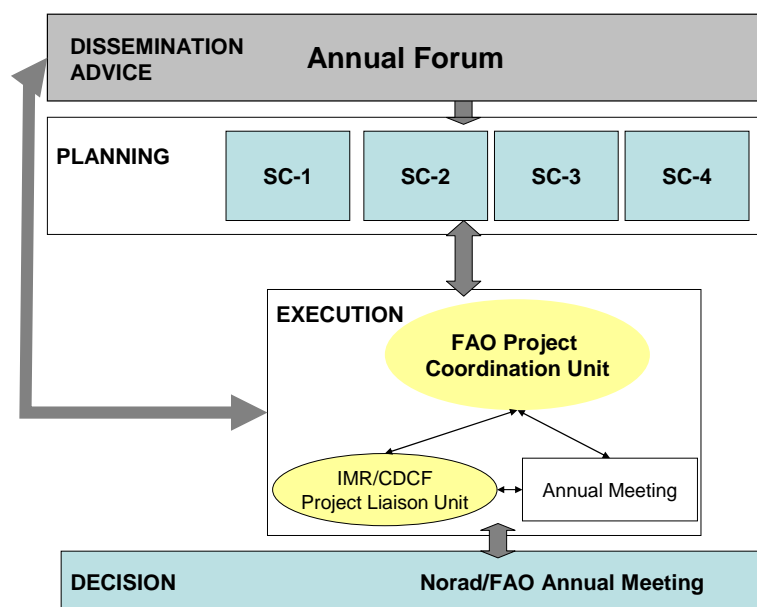 DISSEMINATION
ADVICE
Annual Forum
PLANNING
SC-1
SC-2
SC-3
SC-4
EXECUTION
FAO Project
Coordination Unit
IMR/CDCF
Project Liaison Unit
Annual Meeting
DECISION
Norad/FAO Annual Meeting